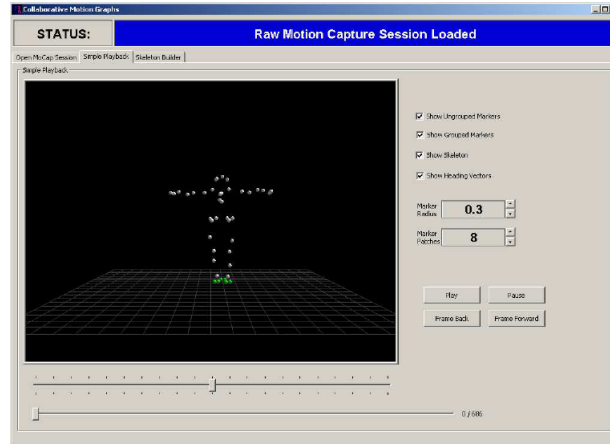 Collaborative Motion Graphs
STATUS:
Raw Motion Capture Session Loaded
Open MoCap Session
Simple Playback
Skeleton Builder
Simple Playback
Show Ungrouped Markers
Show Grouped Markers
Show Skeleton
Show Heading Vectors
Marker
Radius
0.3
Marker
Patches
8
Play
Pause
Frame Back
Frame Forward
0 / 686